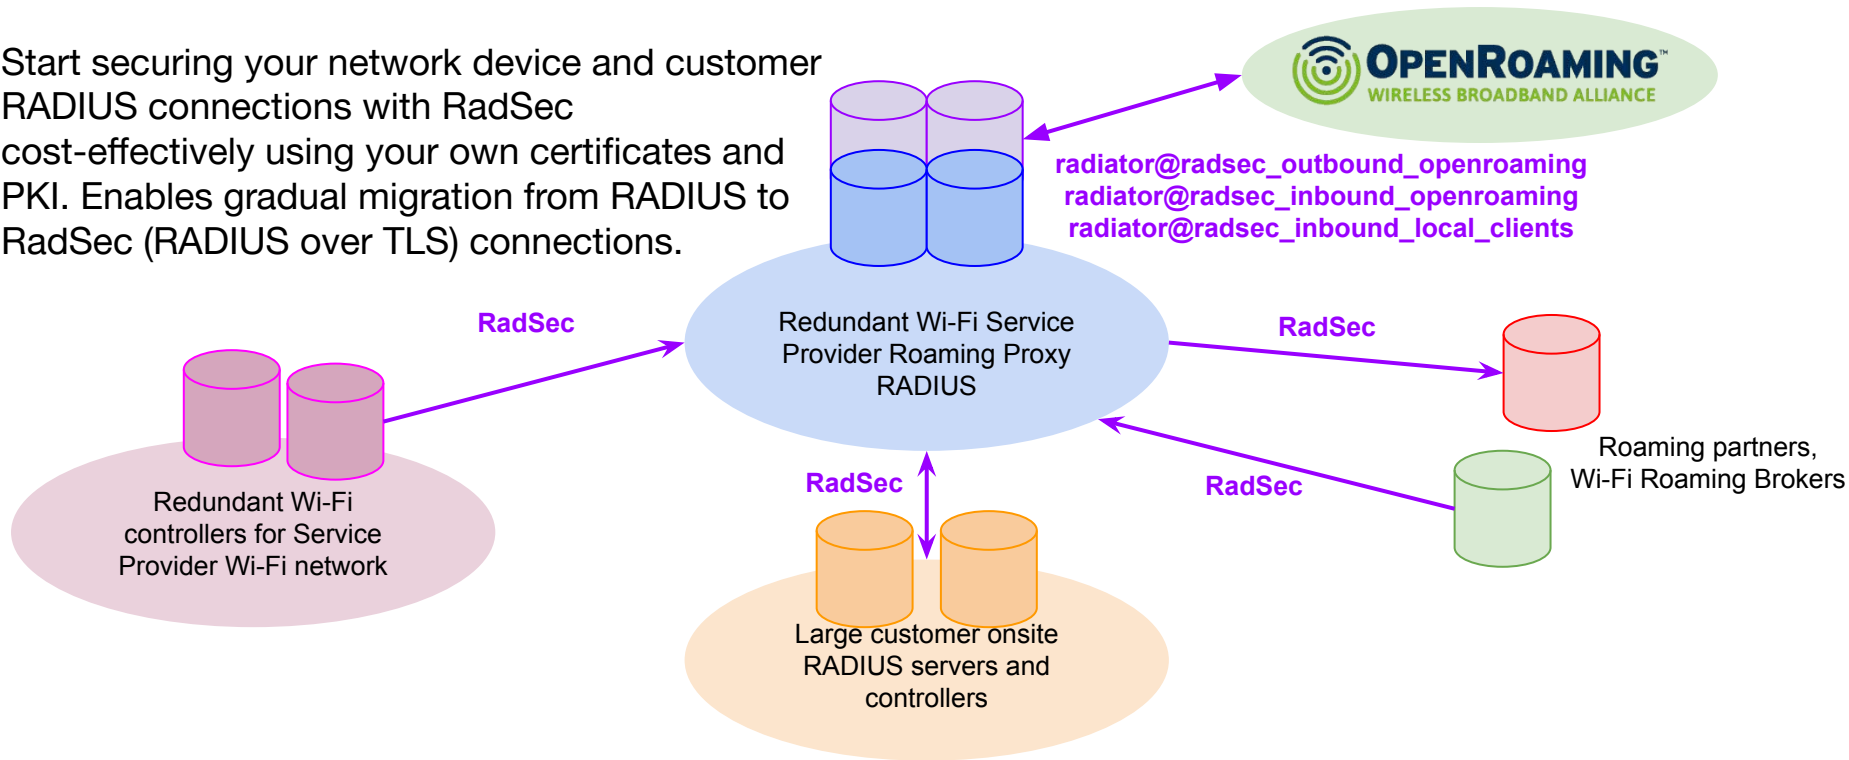 Start securing your network device and customer
RADIUS connections with RadSec
cost-effectively using your own certificates and
PKI. Enables gradual migration from RADIUS to
RadSec (RADIUS over TLS) connections.
OPENROAMING™
WIRELESS BROADBAND ALLIANCE
radiator@radsec_outbound_openroaming
radiator@radsec_inbound_openroaming
radiator@radsec_inbound_local_clients
RadSec
Redundant Wi-Fi Service
Provider Roaming Proxy
RADIUS
RadSec
Roaming partners,
Wi-Fi Roaming Brokers
RadSec
RadSec
Redundant Wi-Fi
controllers for Service
Provider Wi-Fi network
Large customer onsite
RADIUS servers and
controllers